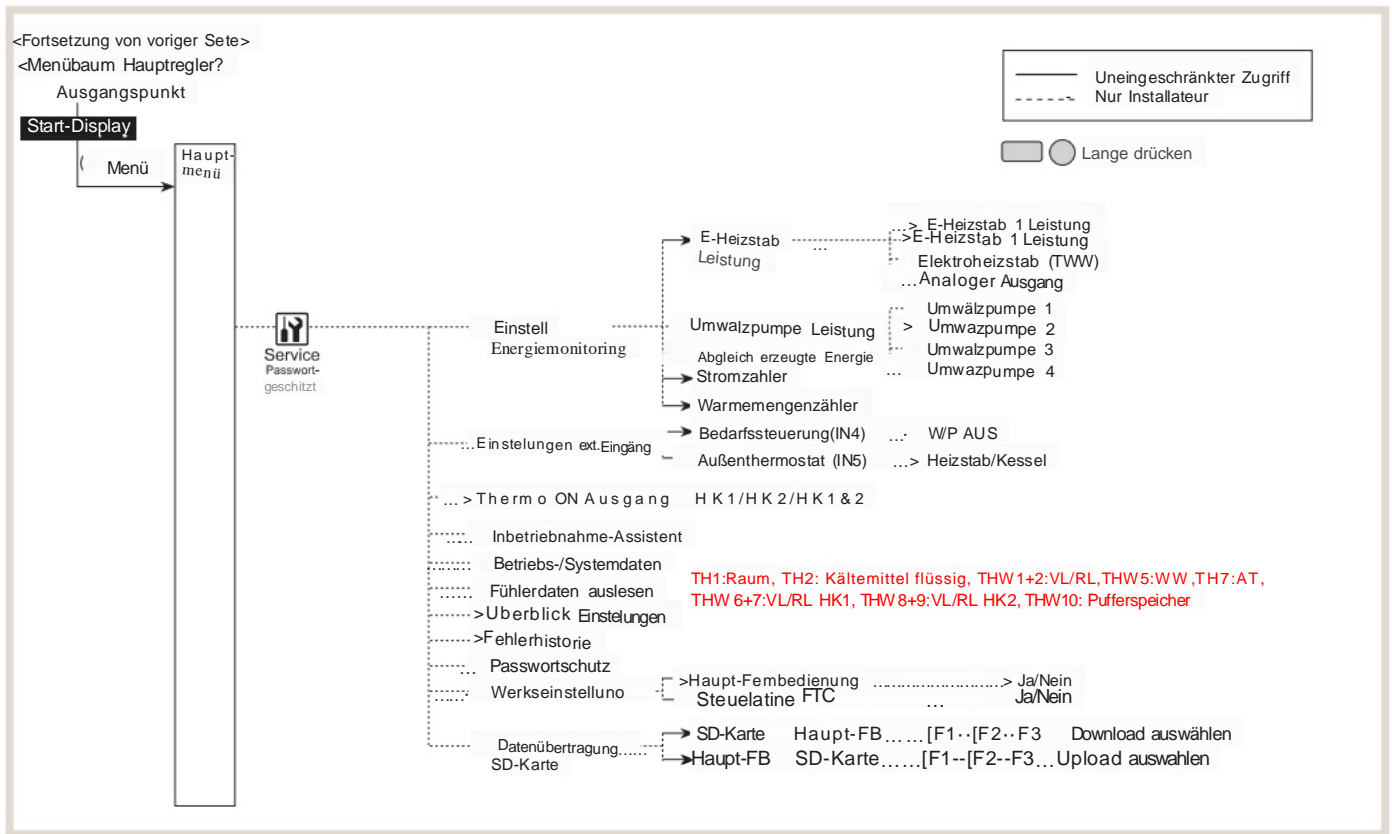 <Fortsetzung von voriger Sete>
<Menübaum Hauptregler?
Ausgangspunkt
Start-Display
( Menü
Haupt-
menü
Uneingeschränkter Zugriff
Nur Installateur
Lange drücken
Service
Passwort-
geschitzt
Einstell
Energiemonitoring
E-Heizstab
Leistung
...
...> E-Heizstab 1 Leistung
>E-Heizstab 1 Leistung
Elektroheizstab (TWW)
...Analoger Ausgang
Umwalzpumpe Leistung
Umwälzpumpe 1
> Umwazpumpe 2
Umwalzpumpe 3
... Umwazpumpe 4
Abgleich erzeugte Energie
Stromzahler
Warmemengenzähler
...Einstelungen ext.Eingäng
Bedarfssteuerung(IN4) ...· W/P AUS
Außenthermostat (IN5) ...> Heizstab/Kessel
...>Thermo ON Ausgang HK1/HK2/HK1&2
Inbetriebnahme-Assistent
Betriebs-/Systemdaten
Fühlerdaten auslesen
TH1:Raum, TH2: Kältemittel flüssig, THW1+2:VL/RL,THW5:WW,TH7:AT,
THW6+7:VL/RL HK1, THW8+9:VL/RL HK2, THW10: Pufferspeicher
>Uberblick Einstelungen
>Fehlerhistorie
... Passwortschutz
Werkseinstelluno
>Haupt-Fembedienung ...> Ja/Nein
Steuelatine FTC ... Ja/Nein
Datenübertragung......
SD-Karte
SD-Karte Haupt-FB......[F1··[F2··F3 Download auswählen
Haupt-FB SD-Karte......[F1--[F2--F3...Upload auswahlen